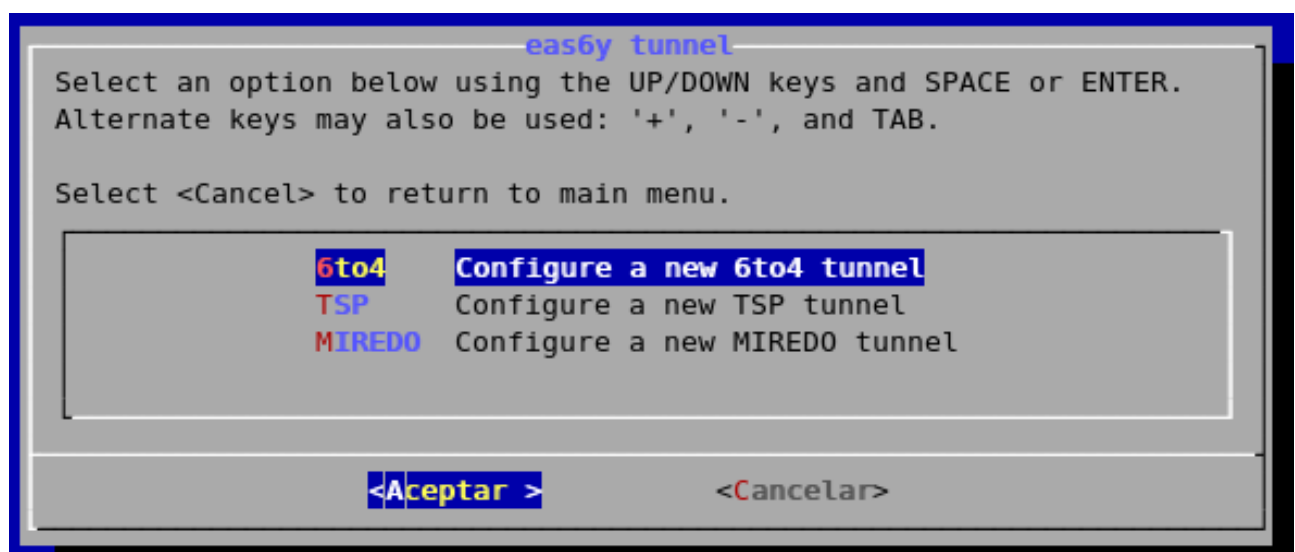 eas6y tunnel
Select an option below using the UP/DOWN keys and SPACE or ENTER.
Alternate keys may also be used: '+', '-', and TAB.
Select <Cancel> to return to main menu.
6to4 Configure a new 6to4 tunnel
TSP Configure a new TSP tunnel
MIREDO Configure a new MIREDO tunnel
<Aceptar > <Cancelar>